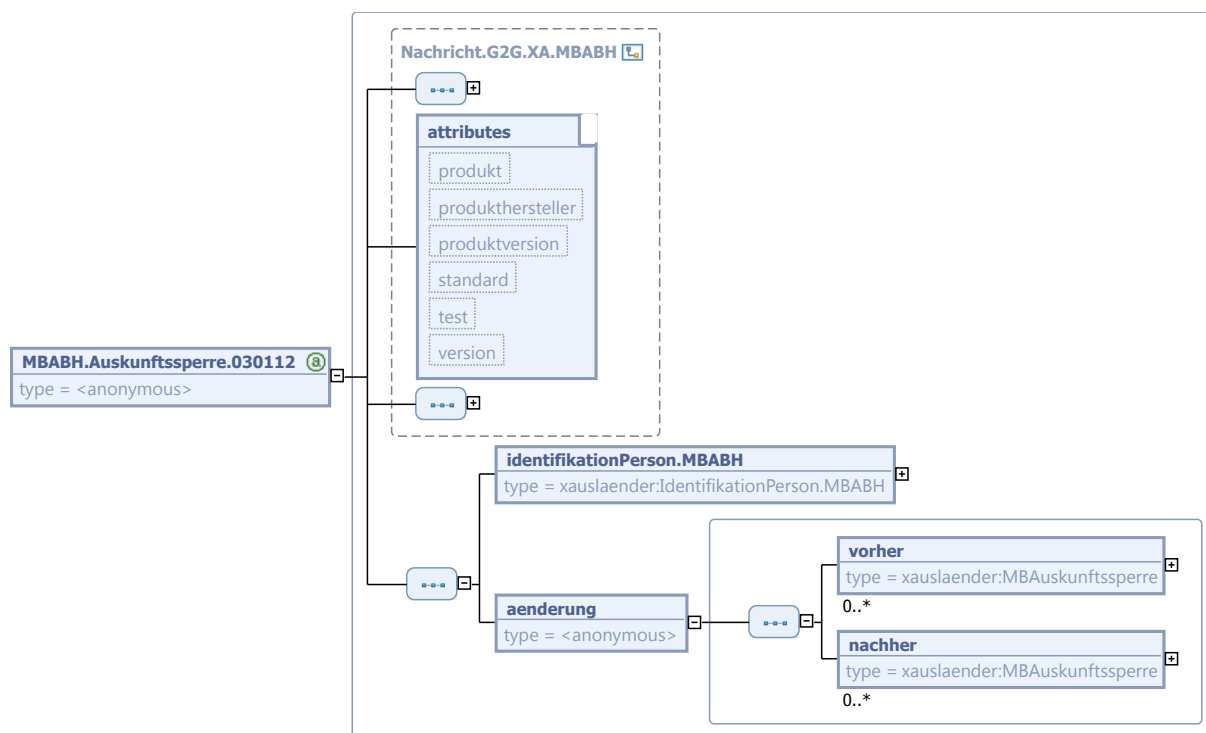 Nachricht.G2G.XA.MBABH
attributes
produkt
produkthersteller
produktversion
standard
test
version
MBABH.Auskunftssperre.030112 a
type = <anonymous>
identifikationPerson.MBABH
type = xauslaender:IdentifikationPerson.MBABH
aenderung
type = <anonymous>
vorher
type = xauslaender:MBAuskunftssperre
0..*
nachher
type = xauslaender:MBAuskunftssperre
0..*